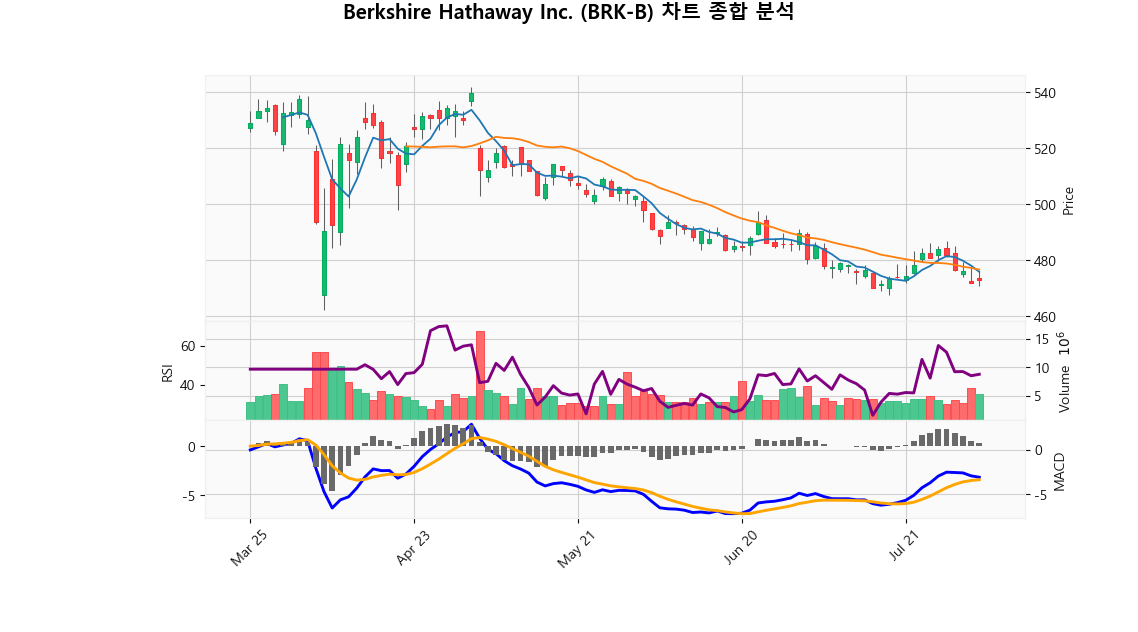 Berkshire Hathaway Inc. (BRK-B) 차트 종합 분석
540
520
500
480
460
Price
60
40
RSI
15
10
5
Volume 10⁶
0
-5
0
-5
MACD
Mar 25
Apr 23
May 21
Jun 20
Jul 21